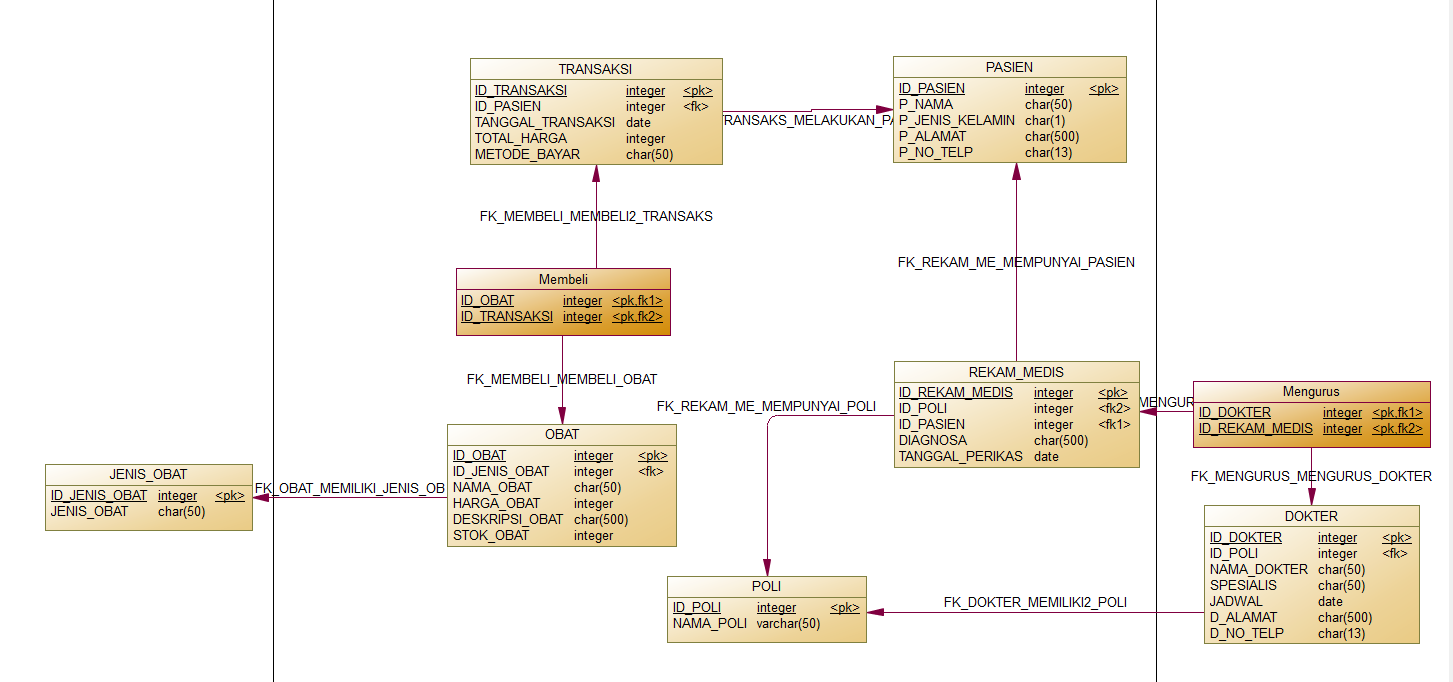 TRANSAKSI
ID_TRANSAKSI integer <pk>
ID_PASIEN integer <fk>
TANGGAL_TRANSAKSI date
TOTAL_HARGA integer
METODE_BAYAR char(50)
TRANSAKS_MELAKUKAN_PA
PASIEN
ID_PASIEN integer <pk>
P_NAMA char(50)
P_JENIS_KELAMIN char(1)
P_ALAMAT char(500)
P_NO_TELP char(13)
FK_MEMBELI_MEMBELI2_TRANSAKS
FK_REKAM_ME_MEMPUNYAI_PASIEN
Membeli
ID_OBAT integer <pk,fk1>
ID_TRANSAKSI integer <pk,fk2>
FK_MEMBELI_MEMBELI_OBAT
REKAM_MEDIS
ID_REKAM_MEDIS integer <pk>
ID_POLI integer <fk2>
ID_PASIEN integer <fk1>
DIAGNOSA char(500)
TANGGAL_PERIKAS date
MENGUR
Mengurus
ID_DOKTER integer <pk,fk1>
ID_REKAM_MEDIS integer <pk,fk2>
FK_REKAM_ME_MEMPUNYAI_POLI
OBAT
ID_OBAT integer <pk>
ID_JENIS_OBAT integer <fk>
NAMA_OBAT char(50)
HARGA_OBAT integer
DESKRIPSI_OBAT char(500)
STOK_OBAT integer
JENIS_OBAT
ID_JENIS_OBAT integer <pk>
JENIS_OBAT char(50)
FK_OBAT_MEMILIKI_JENIS_OB
FK_MENGURUS_MENGURUS_DOKTER
DOKTER
ID_DOKTER integer <pk>
ID_POLI integer <fk>
NAMA_DOKTER char(50)
SPESIALIS char(50)
JADWAL date
D_ALAMAT char(500)
D_NO_TELP char(13)
POLI
ID_POLI integer <pk>
NAMA_POLI varchar(50)
FK_DOKTER_MEMILIKI2_POLI